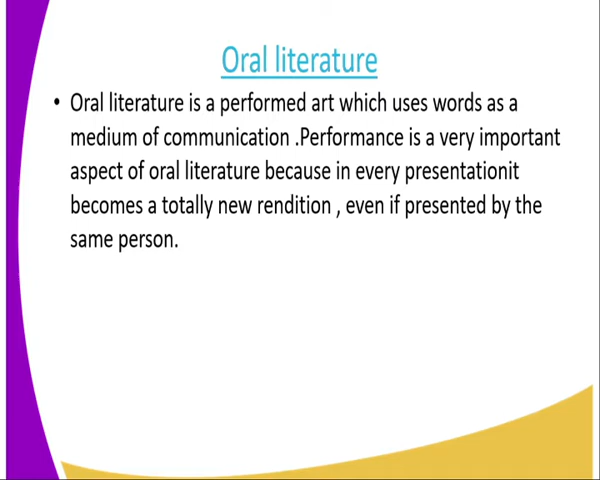 Oral literature
• Oral literature is a performed art which uses words as a
medium of communication .Performance is a very important
aspect of oral literature because in every presentationit
becomes a totally new rendition , even if presented by the
same person.